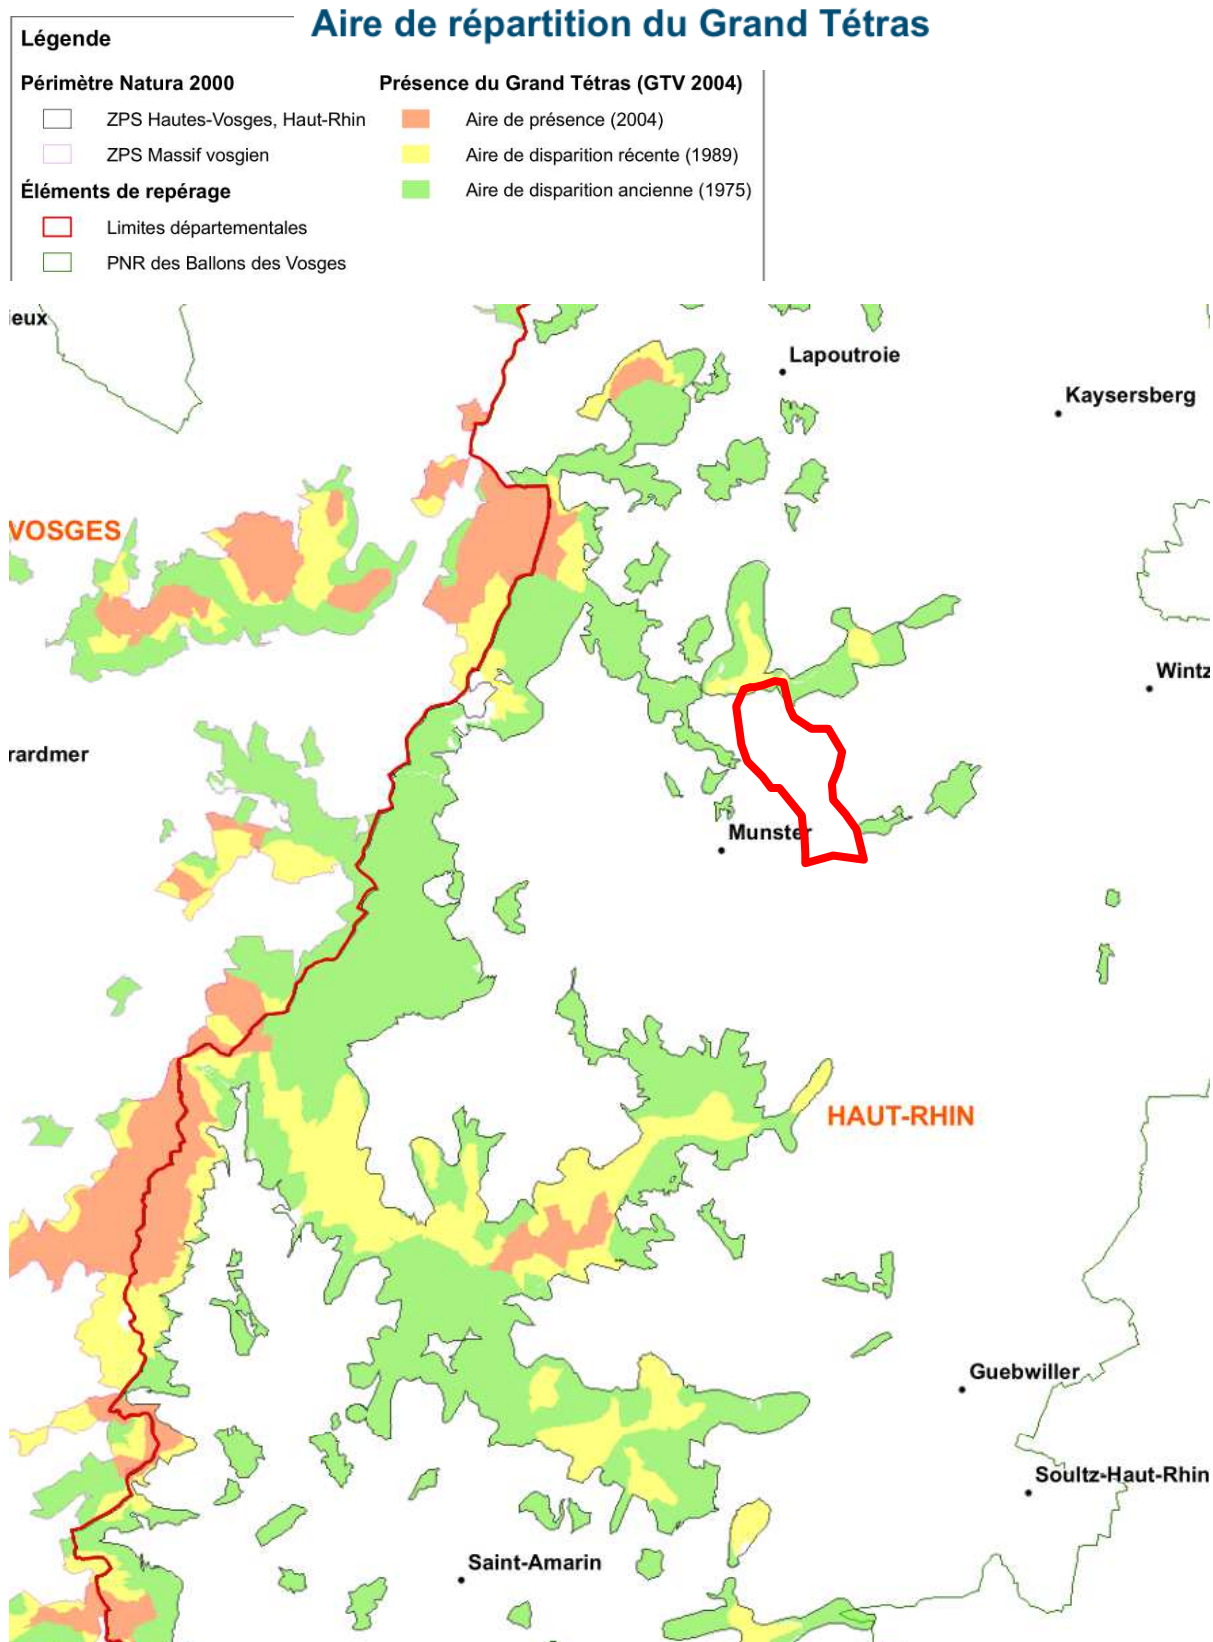 Aire de répartition du Grand Tétras
Légende
Périmètre Natura 2000
ZPS Hautes-Vosges, Haut-Rhin
ZPS Massif vosgien
Éléments de repérage
Limites départementales
PNR des Ballons des Vosges
Présence du Grand Tétras (GTV 2004)
Aire de présence (2004)
Aire de disparition récente (1989)
Aire de disparition ancienne (1975)
ieux
Lapoutroie
Kaysersberg
VOSGES
Wintz
rardmer
Munster
HAUT-RHIN
Guebwiller
Soultz-Haut-Rhin
Saint-Amarin